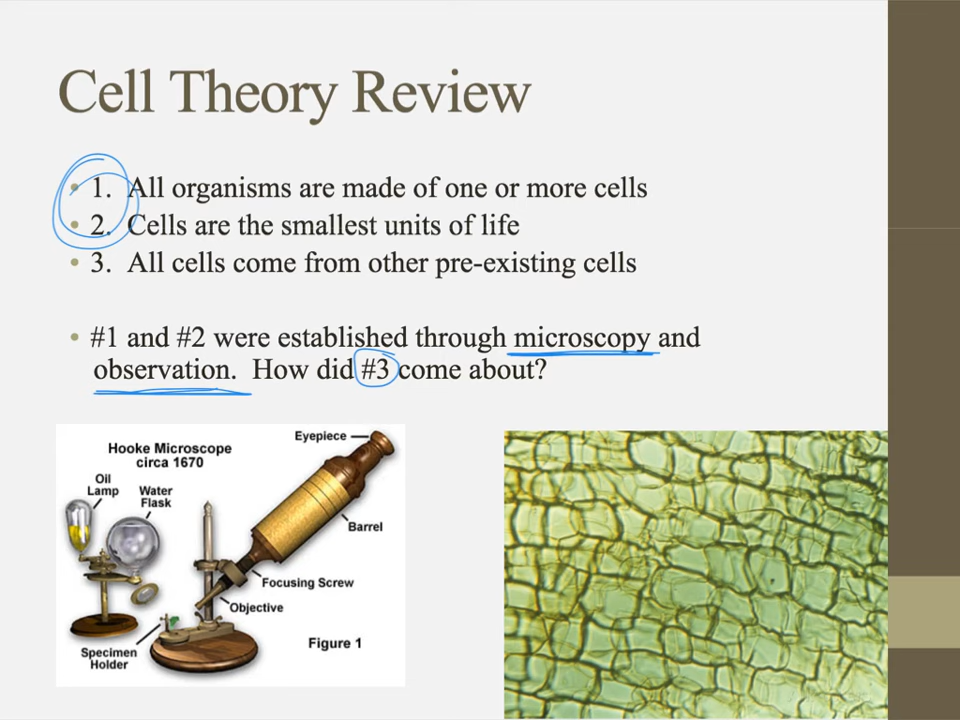 Cell Theory Review
• 1. All organisms are made of one or more cells
• 2. Cells are the smallest units of life
• 3. All cells come from other pre-existing cells
• #1 and #2 were established through microscopy and
observation. How did #3 come about?
Hooke Microscope
circa 1670
Eyepiece
Oil
Lamp
Water
Flask
Barrel
Focusing Screw
Objective
Specimen
Holder
Figure 1